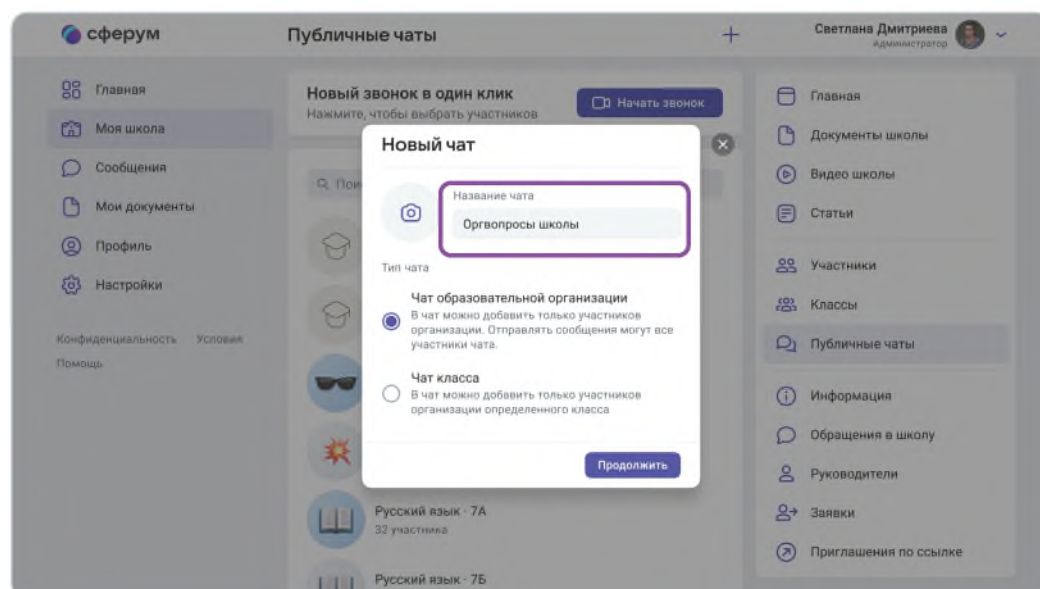 сферум
Публичные чаты
Светлана Дмитриева
Администратор
Главная
Моя школа
Сообщения
Мои документы
Профиль
Настройки
Конфиденциальность Условия
Помощь
Новый звонок в один клик
Нажмите, чтобы выбрать участников
Начать звонок
Новый чат
Название чата
Оргвопросы школы
Тип чата
Чат образовательной организации
В чат можно добавить только участников
организации. Отправлять сообщения могут все
участники чата.
Чат класса
В чат можно добавить только участников
организации определенного класса
Продолжить
Русский язык · 7А
32 участника
Русский язык · 7Б
Главная
Документы школы
Видео школы
Статьи
Участники
Классы
Публичные чаты
Информация
Обращения в школу
Руководители
Заявки
Приглашения по ссылке